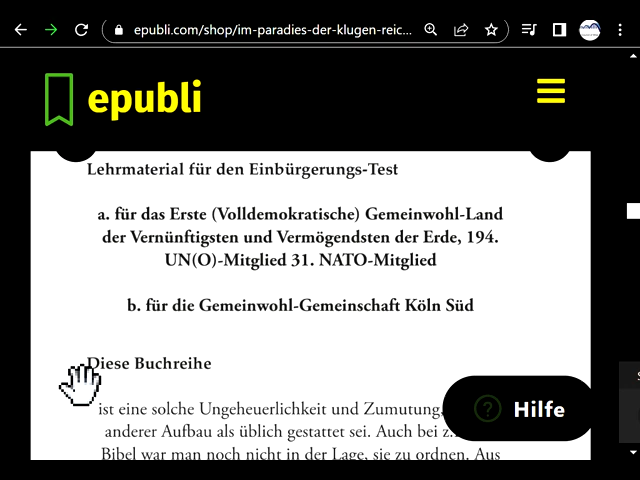 epubli.com/shop/im-paradies-der-klugen-reic...
epubli
Lehrmaterial für den Einbürgerungs-Test
a. für das Erste (Volldemokratische) Gemeinwohl-Land
der Vernünftigsten und Vermögendsten der Erde, 194.
UN(O)-Mitglied 31. NATO-Mitglied
b. für die Gemeinwohl-Gemeinschaft Köln Süd
Diese Buchreihe
ist eine solche Ungeheuerlichkeit und Zumutung,
anderer Aufbau als üblich gestattet sei. Auch bei
Bibel war man noch nicht in der Lage, sie zu ordnen. Aus
Hilfe